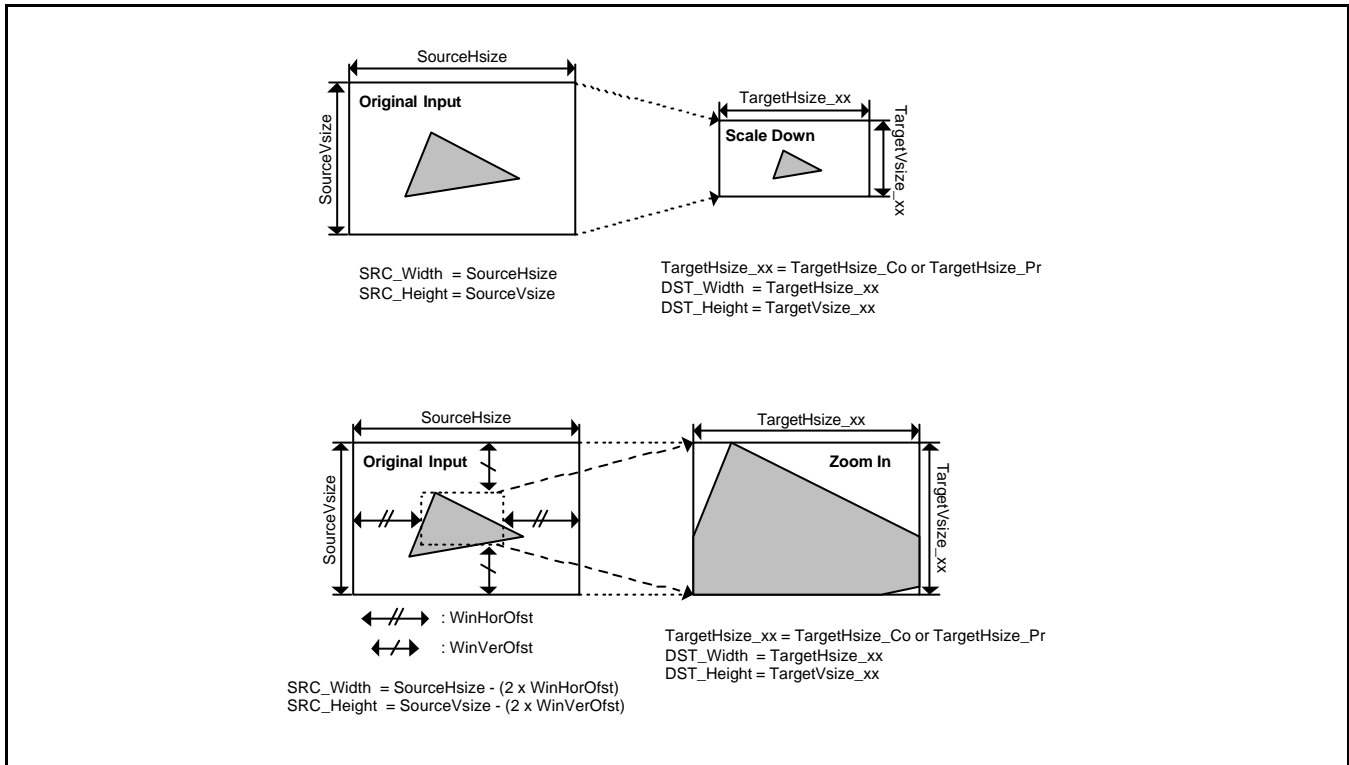 SourceHsize
Original Input
SourceVsize
TargetHsize_xx
Scale Down
TargetVsize_xx
SRC_Width = SourceHsize
SRC_Height = SourceVsize
TargetHsize_xx = TargetHsize_Co or TargetHsize_Pr
DST_Width = TargetHsize_xx
DST_Height = TargetVsize_xx
SourceHsize
Original Input
SourceVsize
TargetHsize_xx
Zoom In
TargetVsize_xx
: WinHorOfst
: WinVerOfst
SRC_Width = SourceHsize - (2 x WinHorOfst)
SRC_Height = SourceVsize - (2 x WinVerOfst)
TargetHsize_xx = TargetHsize_Co or TargetHsize_Pr
DST_Width = TargetHsize_xx
DST_Height = TargetVsize_xx